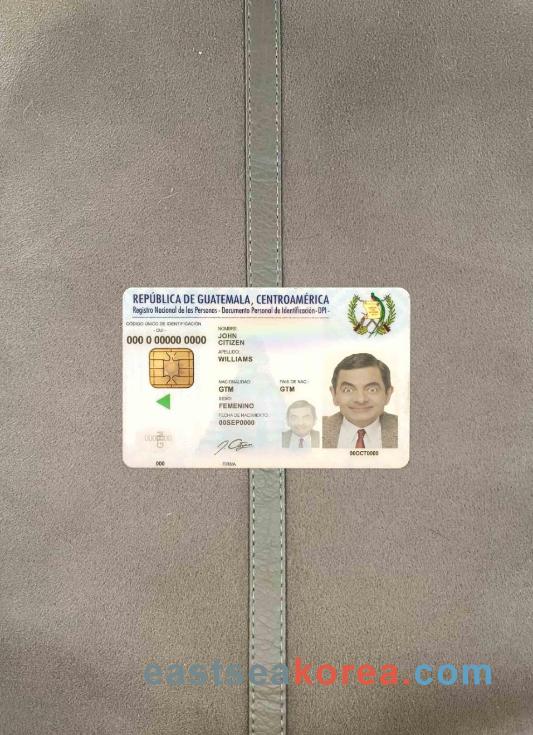 REPÚBLICA DE GUATEMALA, CENTROAMÉRICA
Registro Nacional de las Personas - Documento Personal de Identificación - DPI -
CÓDIGO ÚNICO DE IDENTIFICACIÓN
- CUI -
000 0 00000 0000
NOMBRE:
JOHN
CITIZEN
APELLIDO:
WILLIAMS
NACIONALIDAD:
GTM
PAIS DE NAC.:
GTM
SEXO:
FEMENINO
FECHA DE NACIMIENTO:
00SEP0000
000
FIRMA
00OCT0000
eastseakorea.com